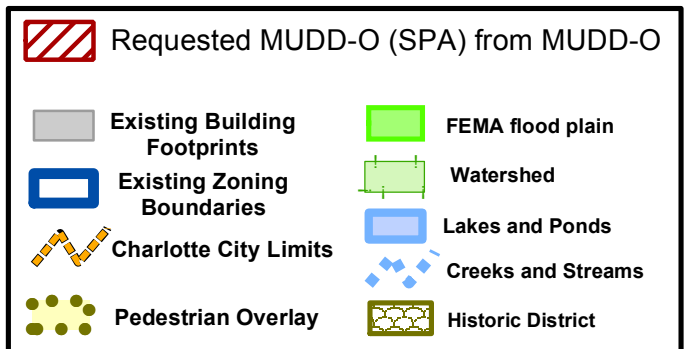 Requested MUDD-O (SPA) from MUDD-O
Existing Building
Footprints
Existing Zoning
Boundaries
Charlotte City Limits
Pedestrian Overlay
FEMA flood plain
Watershed
Lakes and Ponds
Creeks and Streams
Historic District